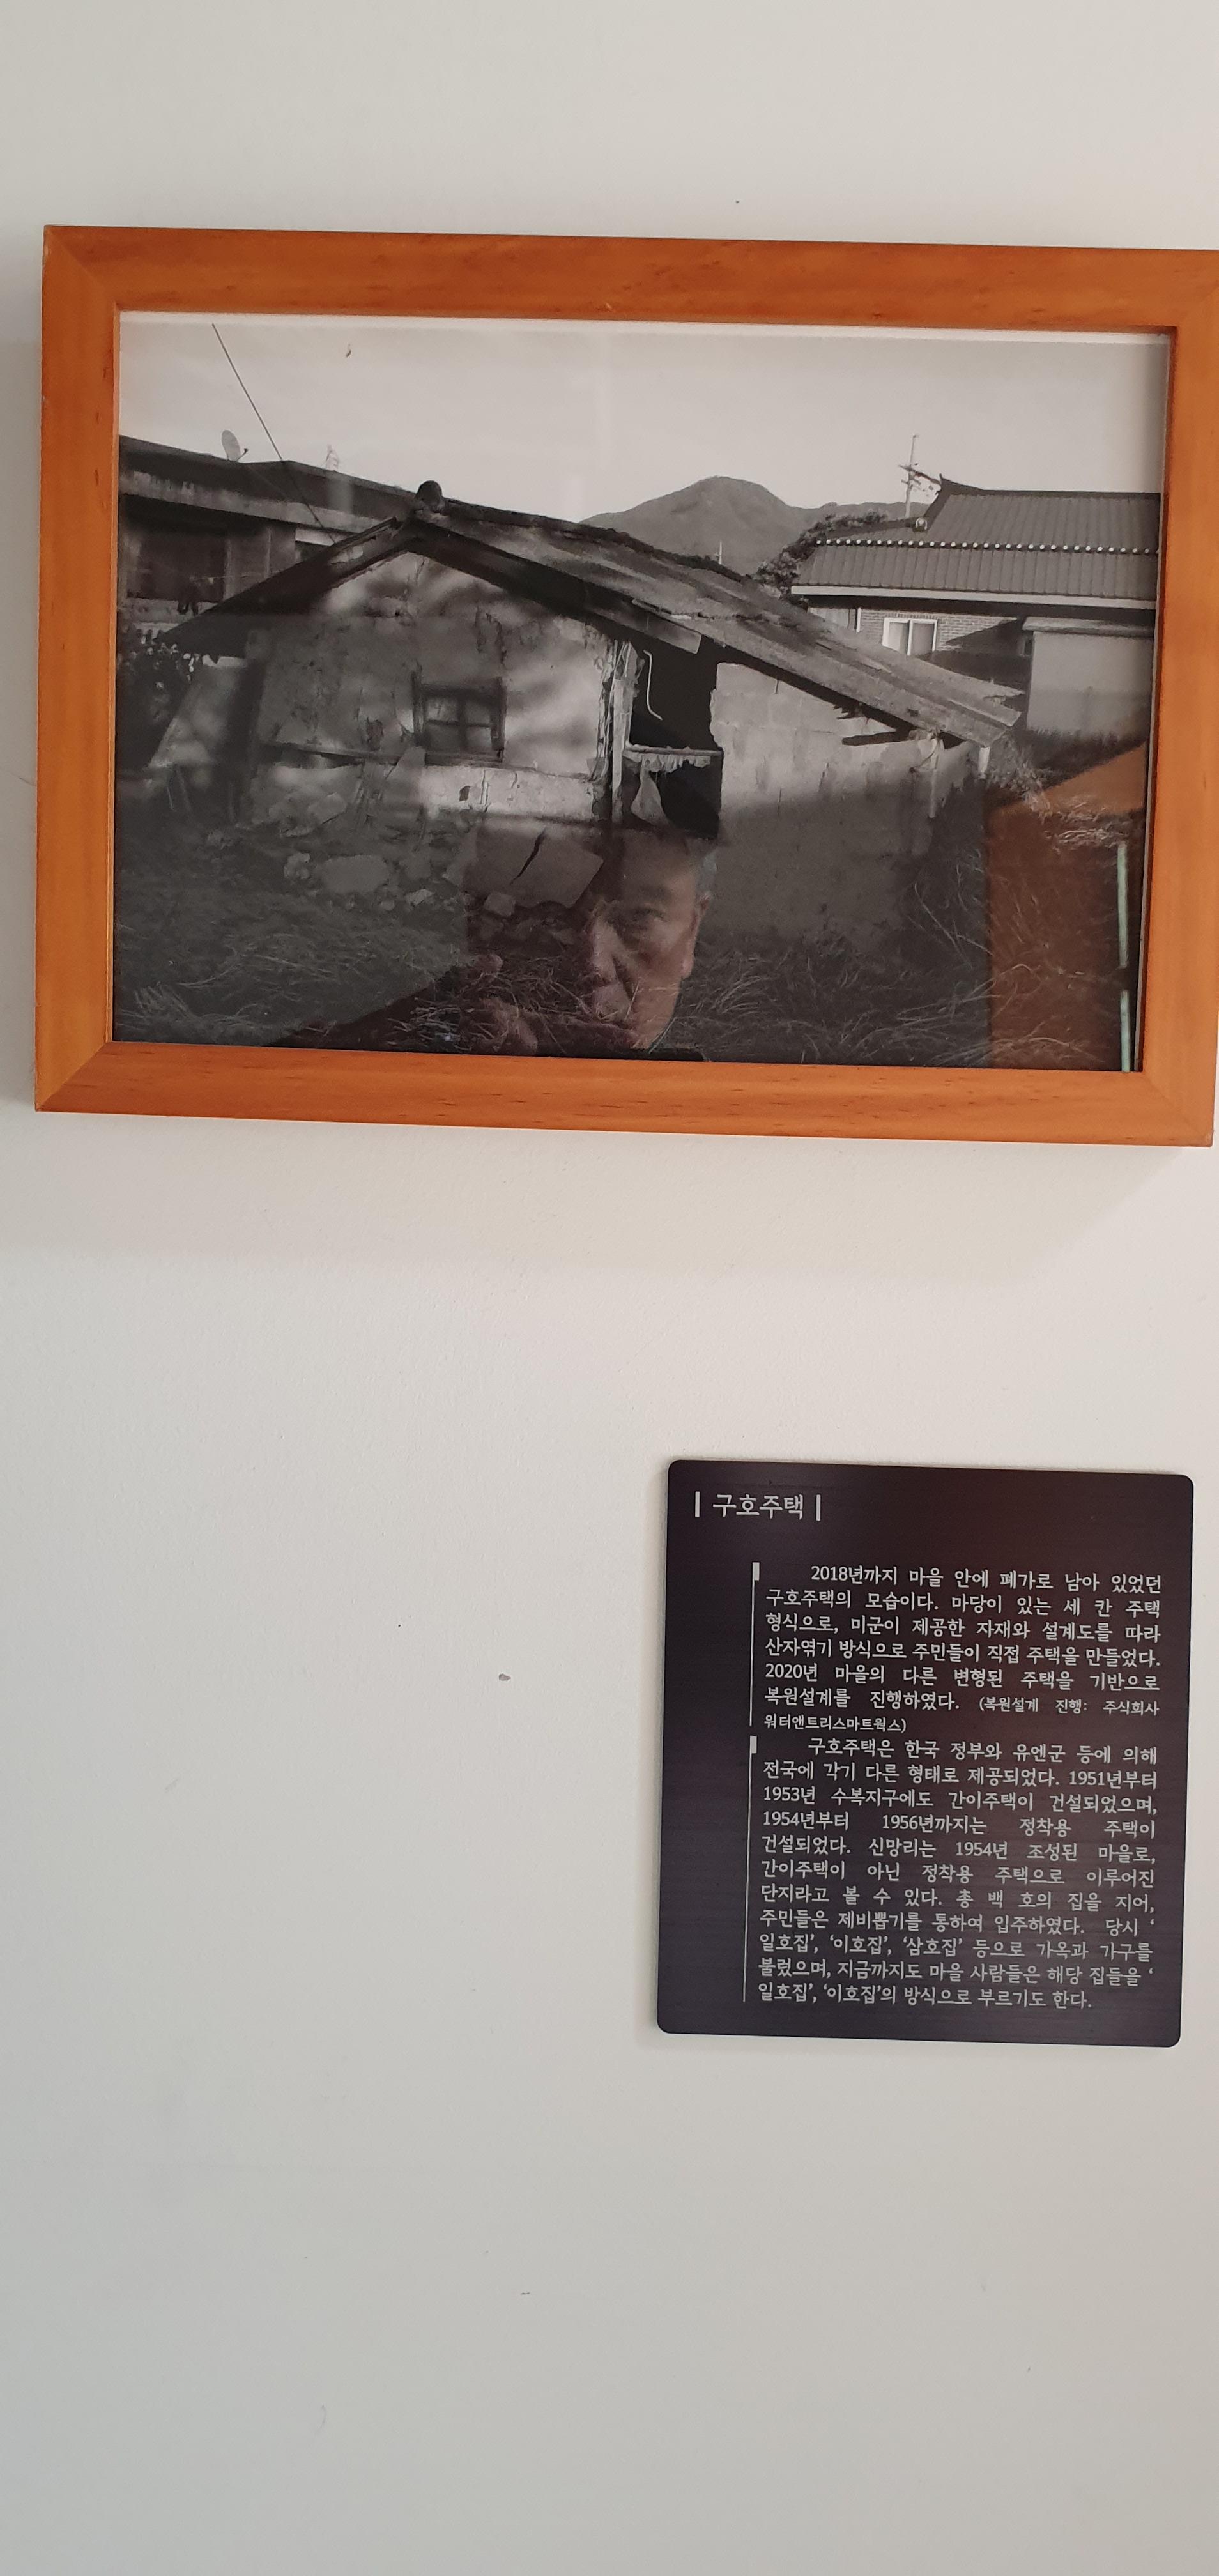 | 구호주택 |
2018년까지 마을 안에 폐가로 남아 있었던
구호주택의 모습이다. 마당이 있는 세 칸 주택
형식으로, 미군이 제공한 자재와 설계도를 따라
산자엮기 방식으로 주민들이 직접 주택을 만들었다.
2020년 마을의 다른 변형된 주택을 기반으로
복원설계를 진행하였다. (복원설계 진행: 주식회사
워터앤트리스마트웍스)
구호주택은 한국 정부와 유엔군 등에 의해
전국에 각기 다른 형태로 제공되었다. 1951년부터
1953년 수복지구에도 간이주택이 건설되었으며,
1954년부터 1956년까지는 정착용 주택이
건설되었다. 신망리는 1954년 조성된 마을로,
간이주택이 아닌 정착용 주택으로 이루어진
단지라고 볼 수 있다. 총 백 호의 집을 지어,
주민들은 제비뽑기를 통하여 입주하였다. 당시 ‘
일호집’, ‘이호집’, ‘삼호집’ 등으로 가옥과 가구를
불렀으며, 지금까지도 마을 사람들은 해당 집들을 ‘
일호집’, ‘이호집’의 방식으로 부르기도 한다.